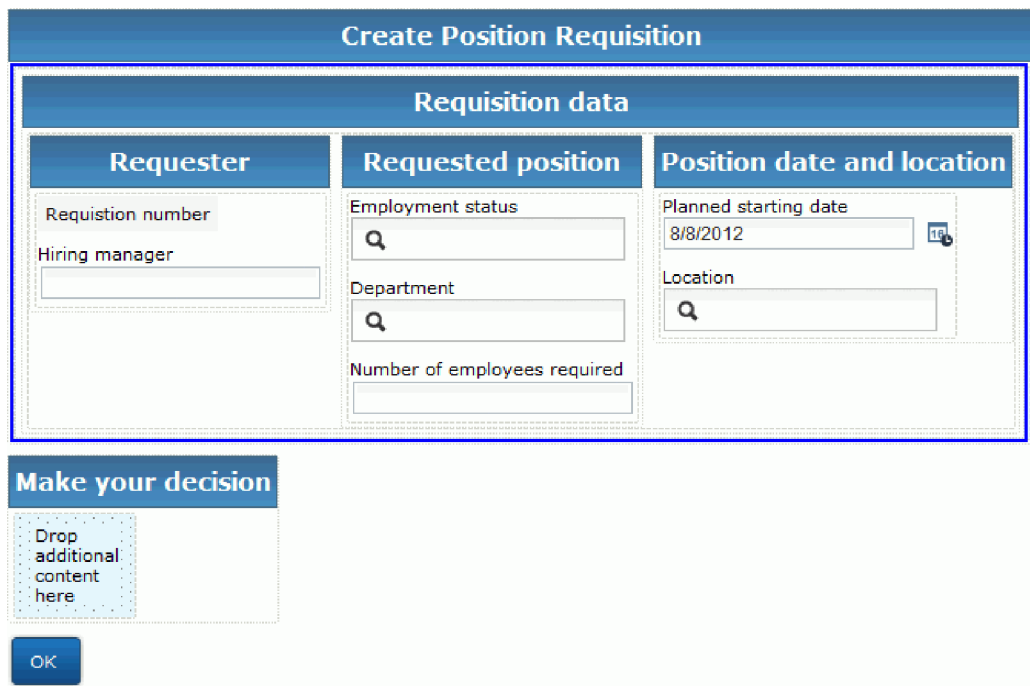 Create Position Requisition
Requisition data
Requester
Requistion number
Hiring manager
Requested position
Employment status
Department
Number of employees required
Position date and location
Planned starting date
8/8/2012
16
Location
Make your decision
Drop
additional
content
here
OK